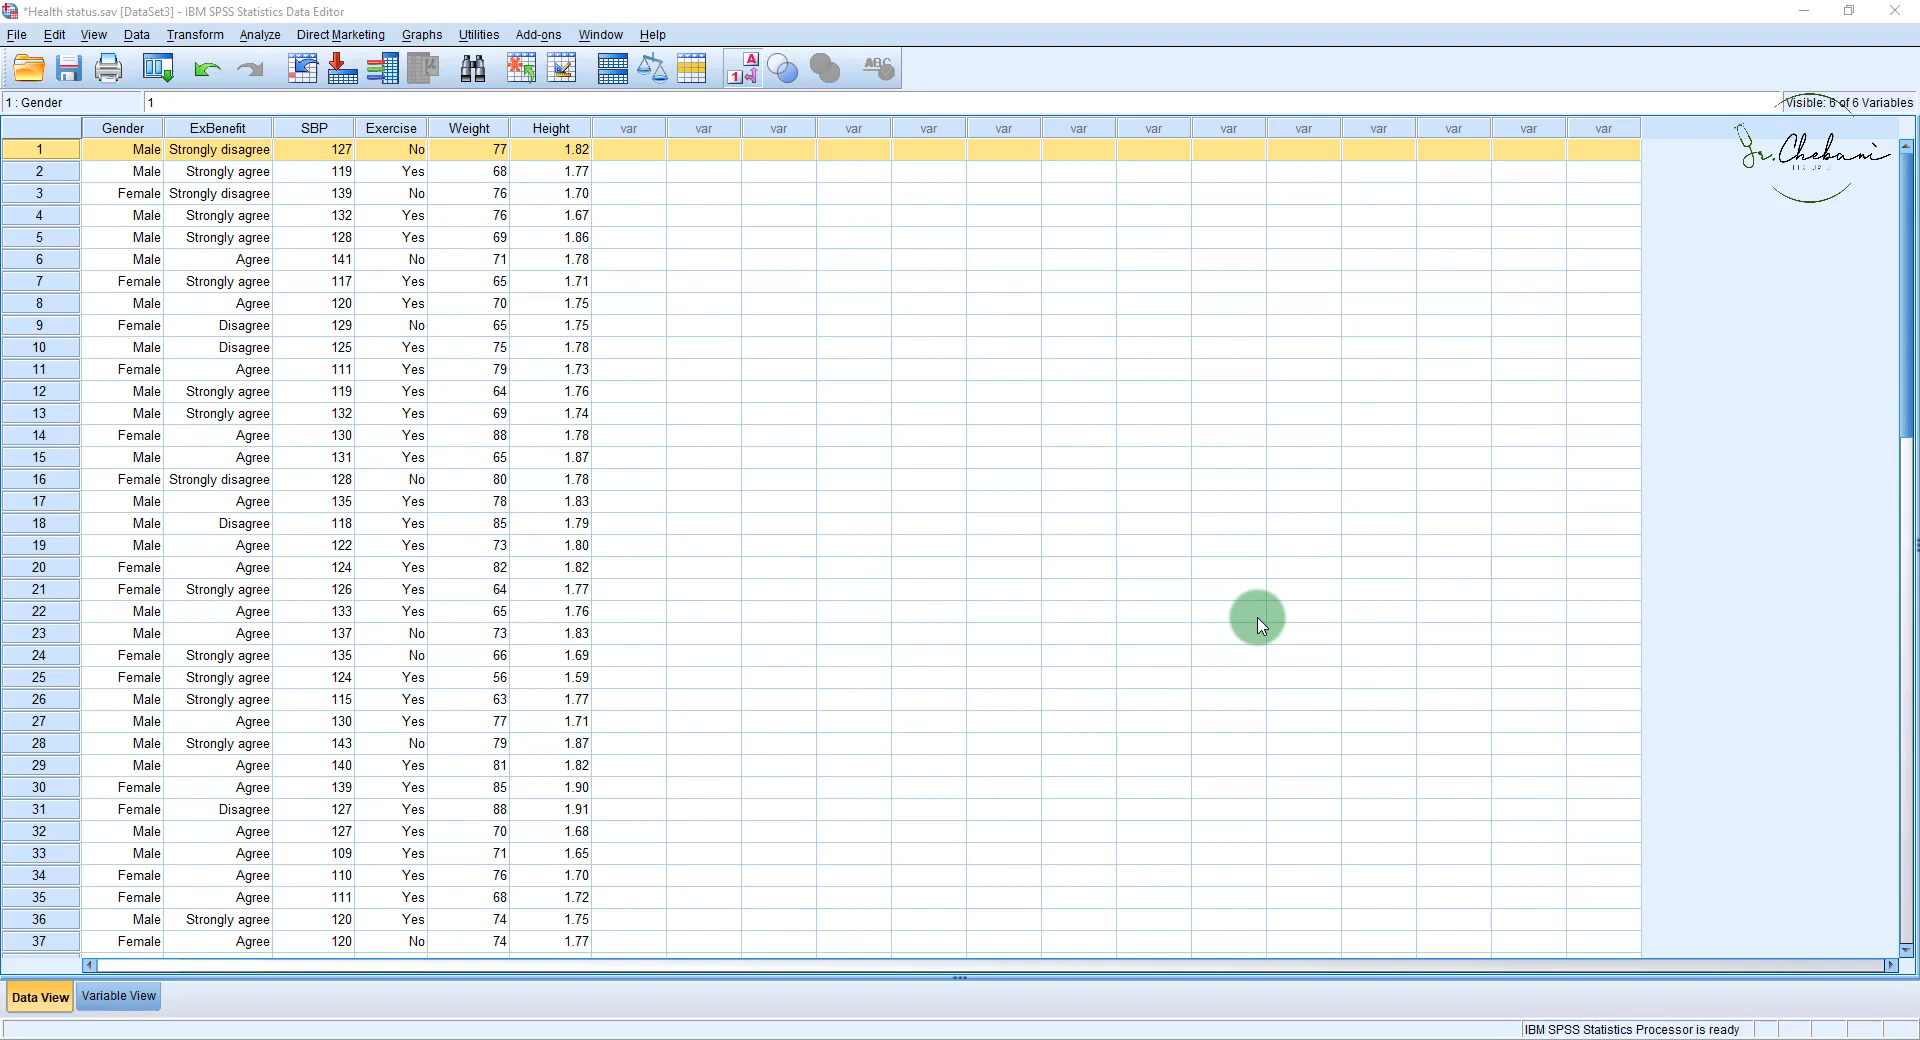 *Health status.sav [DataSet3] - IBM SPSS Statistics Data Editor
File Edit View Data Transform Analyze Direct Marketing Graphs Utilities Add-ons Window Help
1 : Gender 1 Visible: 6 of 6 Variables
Gender ExBenefit SBP Exercise Weight Height var var var var var var var var var var var var var var
1 Male Strongly disagree 127 No 77 1.82
2 Male Strongly agree 119 Yes 68 1.77
3 Female Strongly disagree 139 No 76 1.70
4 Male Strongly agree 132 Yes 76 1.67
5 Male Strongly agree 128 Yes 69 1.86
6 Male Agree 141 No 71 1.78
7 Female Strongly agree 117 Yes 65 1.71
8 Male Agree 120 Yes 70 1.75
9 Female Disagree 129 No 65 1.75
10 Male Disagree 125 Yes 75 1.78
11 Female Agree 111 Yes 79 1.73
12 Male Strongly agree 119 Yes 64 1.76
13 Male Strongly agree 132 Yes 69 1.74
14 Female Agree 130 Yes 88 1.78
15 Male Agree 131 Yes 65 1.87
16 Female Strongly disagree 128 No 80 1.78
17 Male Agree 135 Yes 78 1.83
18 Male Disagree 118 Yes 85 1.79
19 Male Agree 122 Yes 73 1.80
20 Female Agree 124 Yes 82 1.82
21 Female Strongly agree 126 Yes 64 1.77
22 Male Agree 133 Yes 65 1.76
23 Male Agree 137 No 73 1.83
24 Female Strongly agree 135 No 66 1.69
25 Female Strongly agree 124 Yes 56 1.59
26 Male Strongly agree 115 Yes 63 1.77
27 Male Agree 130 Yes 77 1.71
28 Male Strongly agree 143 No 79 1.87
29 Male Agree 140 Yes 81 1.82
30 Female Agree 139 Yes 85 1.90
31 Female Disagree 127 Yes 88 1.91
32 Male Agree 127 Yes 70 1.68
33 Male Agree 109 Yes 71 1.65
34 Female Agree 110 Yes 76 1.70
35 Female Agree 111 Yes 68 1.72
36 Male Strongly agree 120 Yes 74 1.75
37 Female Agree 120 No 74 1.77
Data View Variable View
IBM SPSS Statistics Processor is ready
Chebani